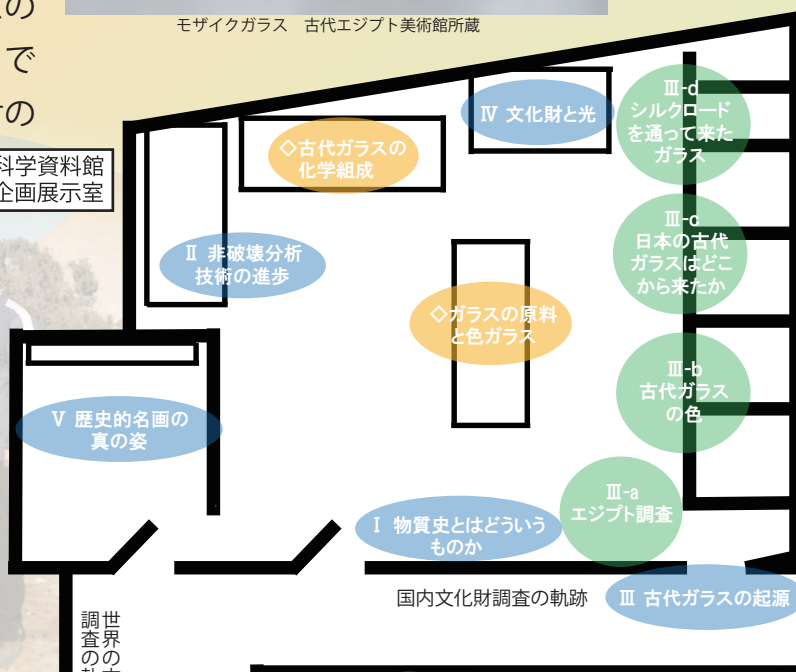 の
で
の
モザイクガラス　古代エジプト美術館所蔵
科学資料館
企画展示室
◇古代ガラスの
化学組成
Ⅳ 文化財と光
Ⅲ-d
シルクロード
を通って来た
ガラス
Ⅱ 非破壊分析
技術の進歩
Ⅲ-c
日本の古代
ガラスはどこ
から来たか
◇ガラスの原料
と色ガラス
Ⅴ 歴史的名画の
真の姿
Ⅲ-b
古代ガラス
の色
Ⅲ-a
エジプト調査
Ⅰ 物質史とはどういう
ものか
国内文化財調査の軌跡
Ⅲ 古代ガラスの起源
世界の
調査の